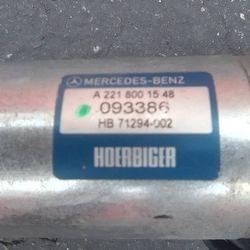 MERCEDES-BENZ
A 221 800 15 48
093386
HB 71294-002
HOERBIGER